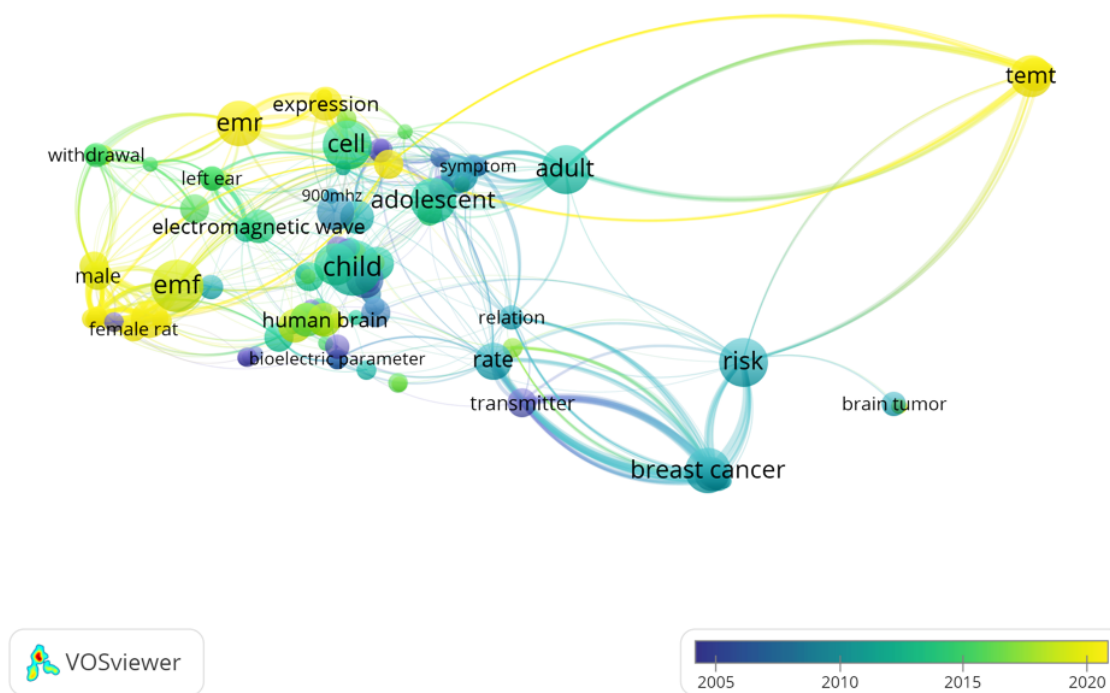 temt
expression
emr
cell
withdrawal
symptom
adult
left ear
900mhz
adolescent
electromagnetic wave
child
male
emf
relation
human brain
female rat
bioelectric parameter
rate
risk
transmitter
brain tumor
breast cancer
VOSviewer
2005 2010 2015 2020